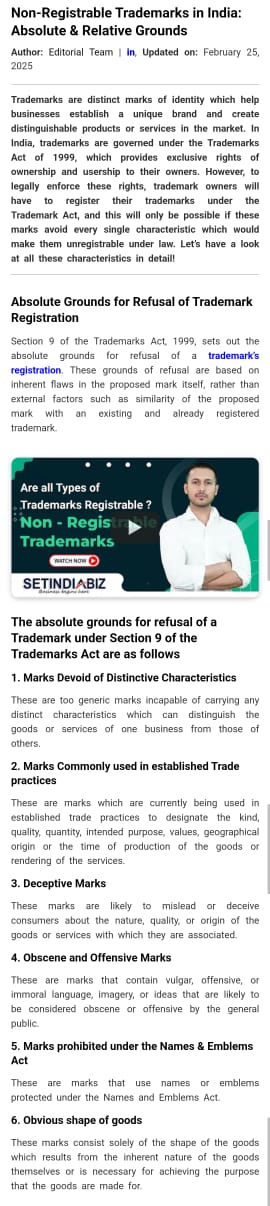 Non-Registrable Trademarks in India:
Absolute & Relative Grounds
Author: Editorial Team | in, Updated on: February 25,
2025
Trademarks are distinct marks of identity which help
businesses establish a unique brand and create
distinguishable products or services in the market. In
India, trademarks are governed under the Trademarks
Act of 1999, which provides exclusive rights of
ownership and usership to their owners. However, to
legally enforce these rights, trademark owners will
have to register their trademarks under the
Trademark Act, and this will only be possible if these
marks avoid every single characteristic which would
make them unregistrable under law. Let's have a look
at all these characteristics in detail!
Absolute Grounds for Refusal of Trademark
Registration
Section 9 of the Trademarks Act, 1999, sets out the
absolute grounds for refusal of a trademark's
registration. These grounds of refusal are based on
inherent flaws in the proposed mark itself, rather than
external factors such as similarity of the proposed
mark with an existing and already registered
trademark.
Are all Types of
Trademarks Registrable ?
Non - Registrable
Trademarks
WATCH NOW
SETINDIABIZ
Business begins here
The absolute grounds for refusal of a
Trademark under Section 9 of the
Trademarks Act are as follows
1. Marks Devoid of Distinctive Characteristics
These are too generic marks incapable of carrying any
distinct characteristics which can distinguish the
goods or services of one business from those of
others.
2. Marks Commonly used in established Trade
practices
These are marks which are currently being used in
established trade practices to designate the kind,
quality, quantity, intended purpose, values, geographical
origin or the time of production of the goods or
rendering of the services.
3. Deceptive Marks
These marks are likely to mislead or deceive
consumers about the nature, quality, or origin of the
goods or services with which they are associated.
4. Obscene and Offensive Marks
These are marks that contain vulgar, offensive, or
immoral language, imagery, or ideas that are likely to
be considered obscene or offensive by the general
public.
5. Marks prohibited under the Names & Emblems
Act
These are marks that use names or emblems
protected under the Names and Emblems Act.
6. Obvious shape of goods
These marks consist solely of the shape of the goods
which results from the inherent nature of the goods
themselves or is necessary for achieving the purpose
that the goods are made for.